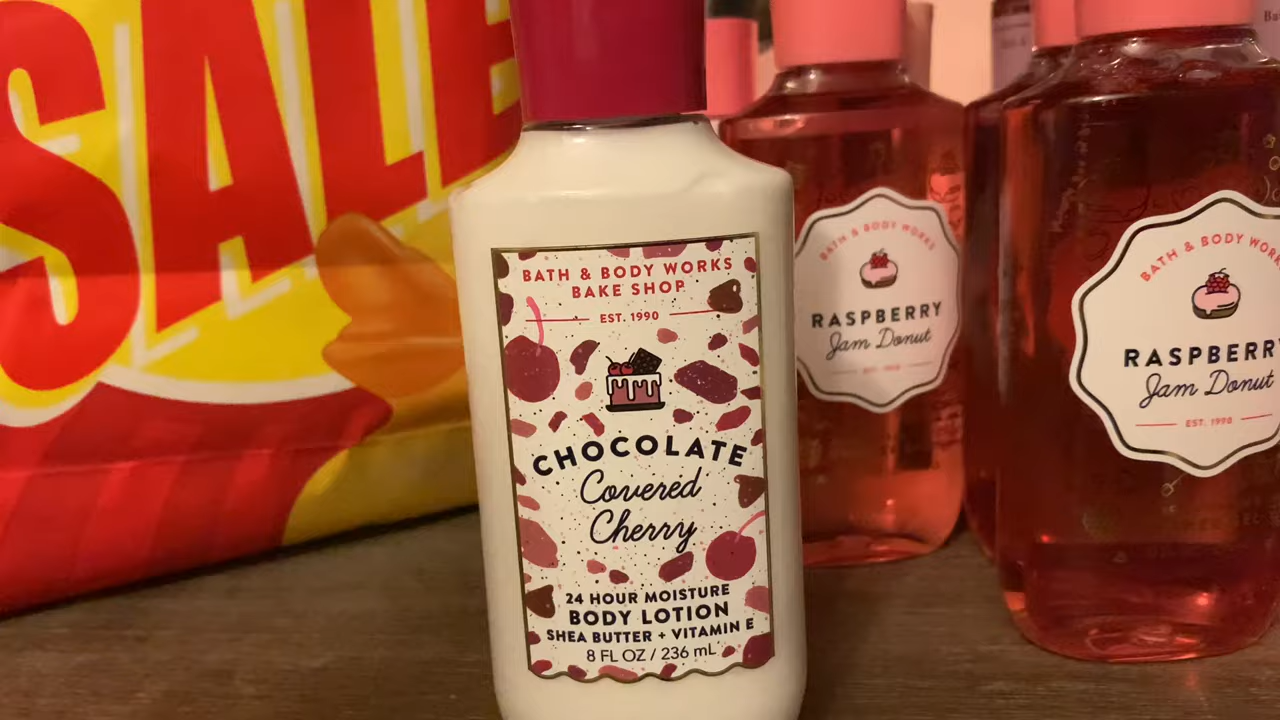 SALE
BATH & BODY WORKS
BAKE SHOP
EST. 1990
CHOCOLATE
Covered
Cherry
24 HOUR MOISTURE
BODY LOTION
SHEA BUTTER + VITAMIN E
8 FL OZ / 236 mL
BATH & BODY WORKS
RASPBERRY
Jam Donut
EST. 1990
BATH & BODY WORKS
RASPBERRY
Jam Donut
EST. 1990